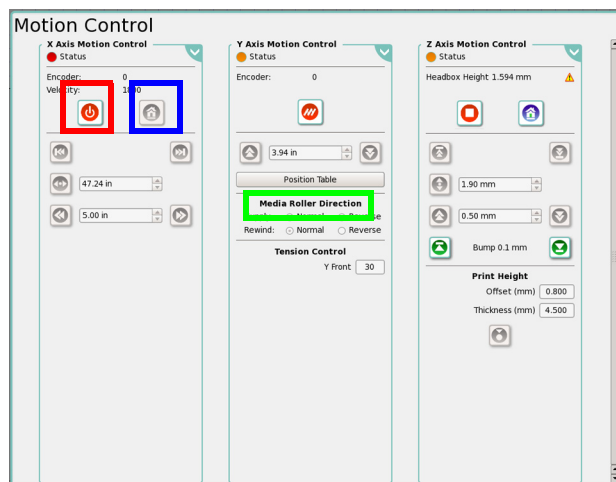 Motion Control
X Axis Motion Control
Status
Encoder: 0
Velocity:
47.24 in
5.00 in
Y Axis Motion Control
Status
Encoder: 0
3.94 in
Position Table
Media Roller Direction
Rewind: Normal Reverse
Tension Control
Y Front 30
Z Axis Motion Control
Status
Headbox Height 1.594 mm
1.90 mm
0.50 mm
Bump 0.1 mm
Print Height
Offset (mm) 0.800
Thickness (mm) 4.500